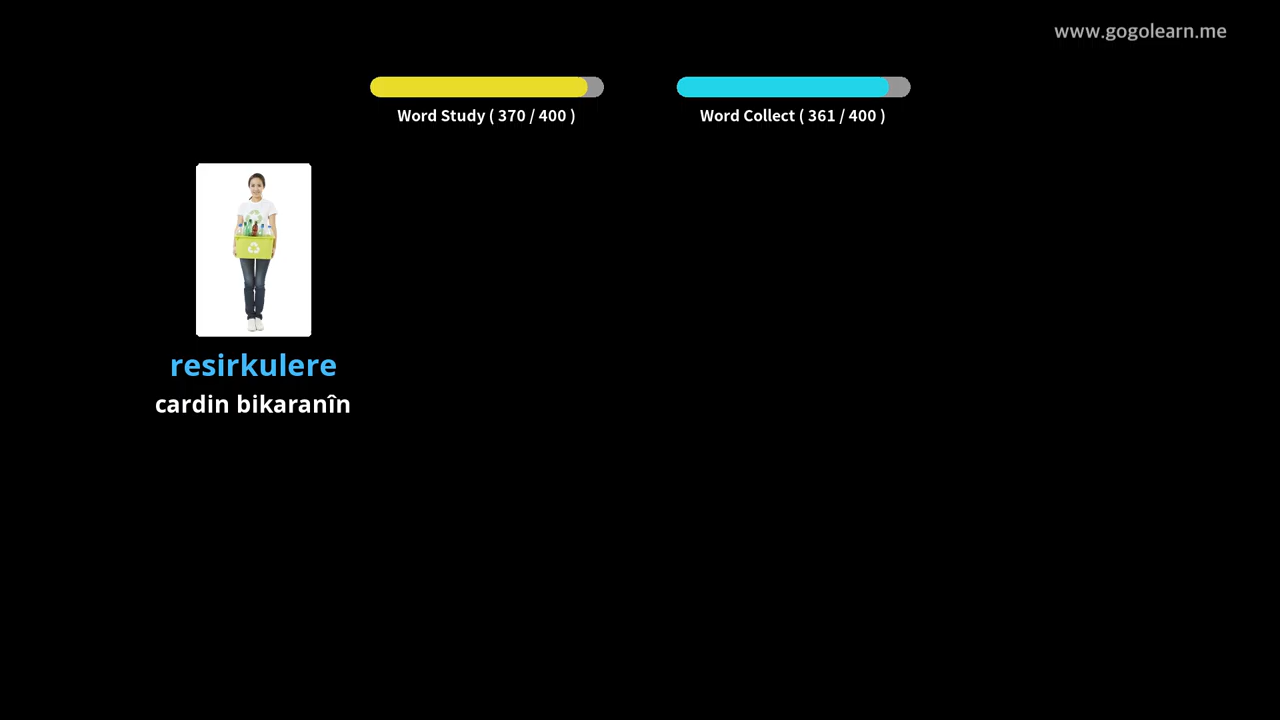 www.gogolearn.me
Word Study ( 370 / 400 )
Word Collect ( 361 / 400 )
resirkulere
cardin bikaranîn